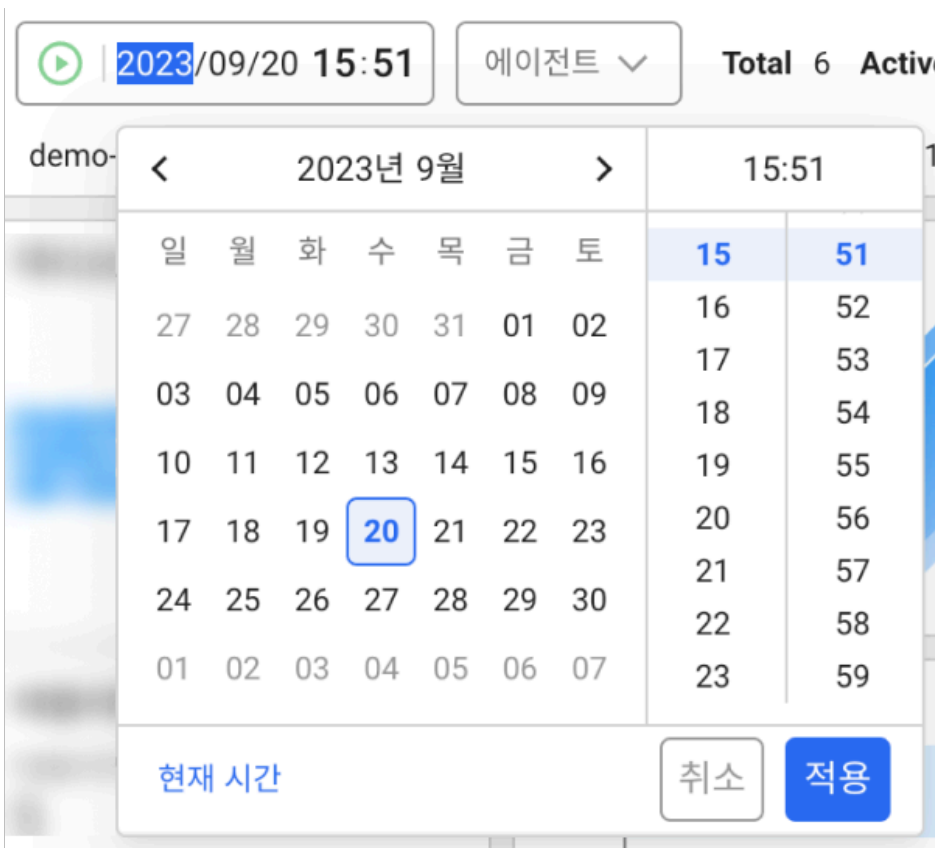 2023/09/20 15:51 에이전트 Total 6
demo-
2023년 9월 15:51
일 월 화 수 목 금 토 15 51
27 28 29 30 31 01 02 16 52
17 53
03 04 05 06 07 08 09 18 54
10 11 12 13 14 15 16 19 55
17 18 19 20 21 22 23 20 56
21 57
24 25 26 27 28 29 30 22 58
01 02 03 04 05 06 07 23 59
현재 시간 취소 적용